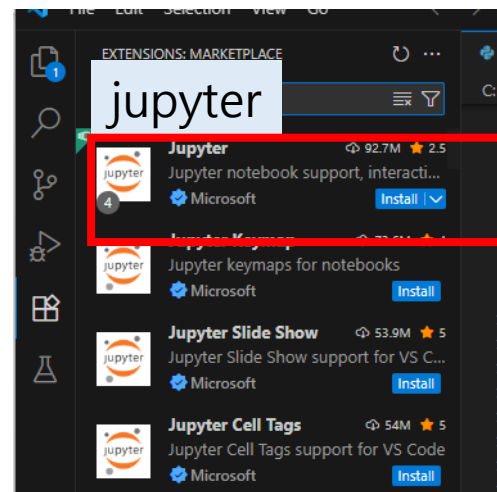 File Edit Selection View Go
EXTENSIONS: MARKETPLACE
C:
jupyter
1
Jupyter 92.7M 2.5
Jupyter notebook support, interacti...
Microsoft Install
jupyter
4
Jupyter Keymap
Jupyter keymaps for notebooks
Microsoft Install
jupyter
Jupyter Slide Show 53.9M 5
Jupyter Slide Show support for VS C...
Microsoft Install
jupyter
Jupyter Cell Tags 54M 5
Jupyter Cell Tags support for VS Code
Microsoft Install
jupyter